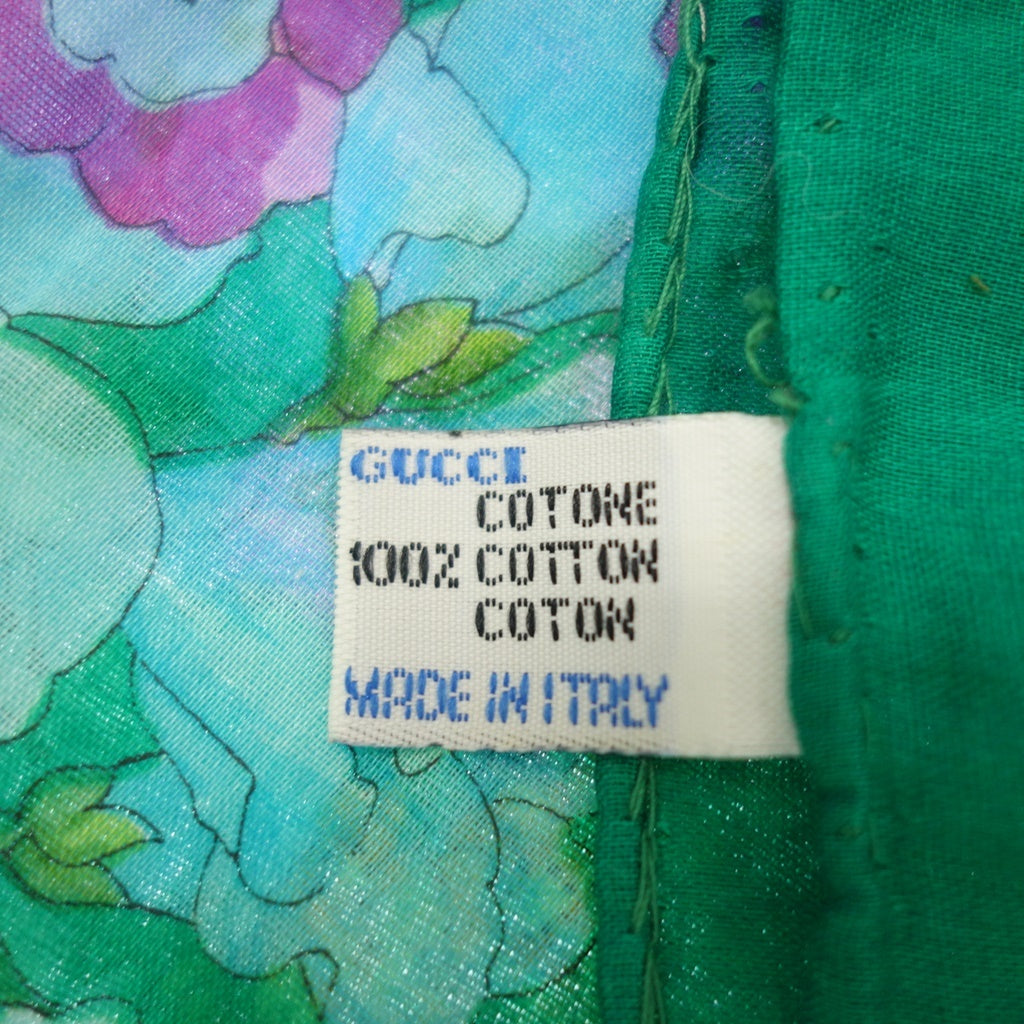 GUCCI
COTONE
100% COTTON
COTON
MADE IN ITALY